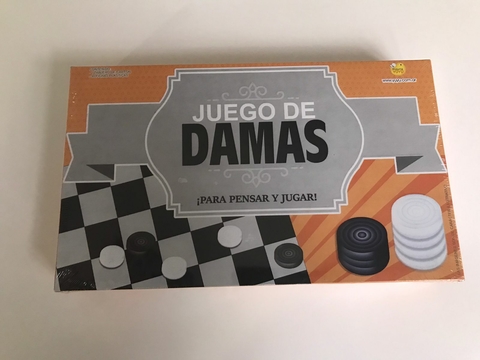 JUEGO DE
DAMAS
¡PARA PENSAR Y JUGAR!